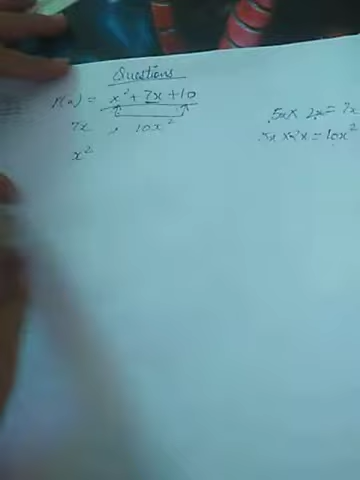 Questions
P(x) = x² + 7x + 10
7x , 10x²
x²
5x × 2x = 7x
5x × 2x = 10x²